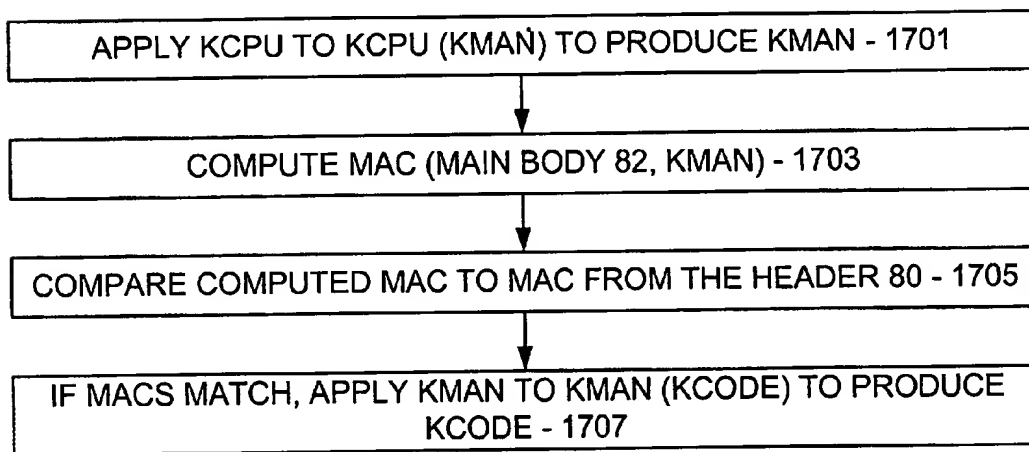 APPLY KCPU TO KCPU (KMAN) TO PRODUCE KMAN - 1701
COMPUTE MAC (MAIN BODY 82, KMAN) - 1703
COMPARE COMPUTED MAC TO MAC FROM THE HEADER 80 - 1705
IF MACS MATCH, APPLY KMAN TO KMAN (KCODE) TO PRODUCE
KCODE - 1707